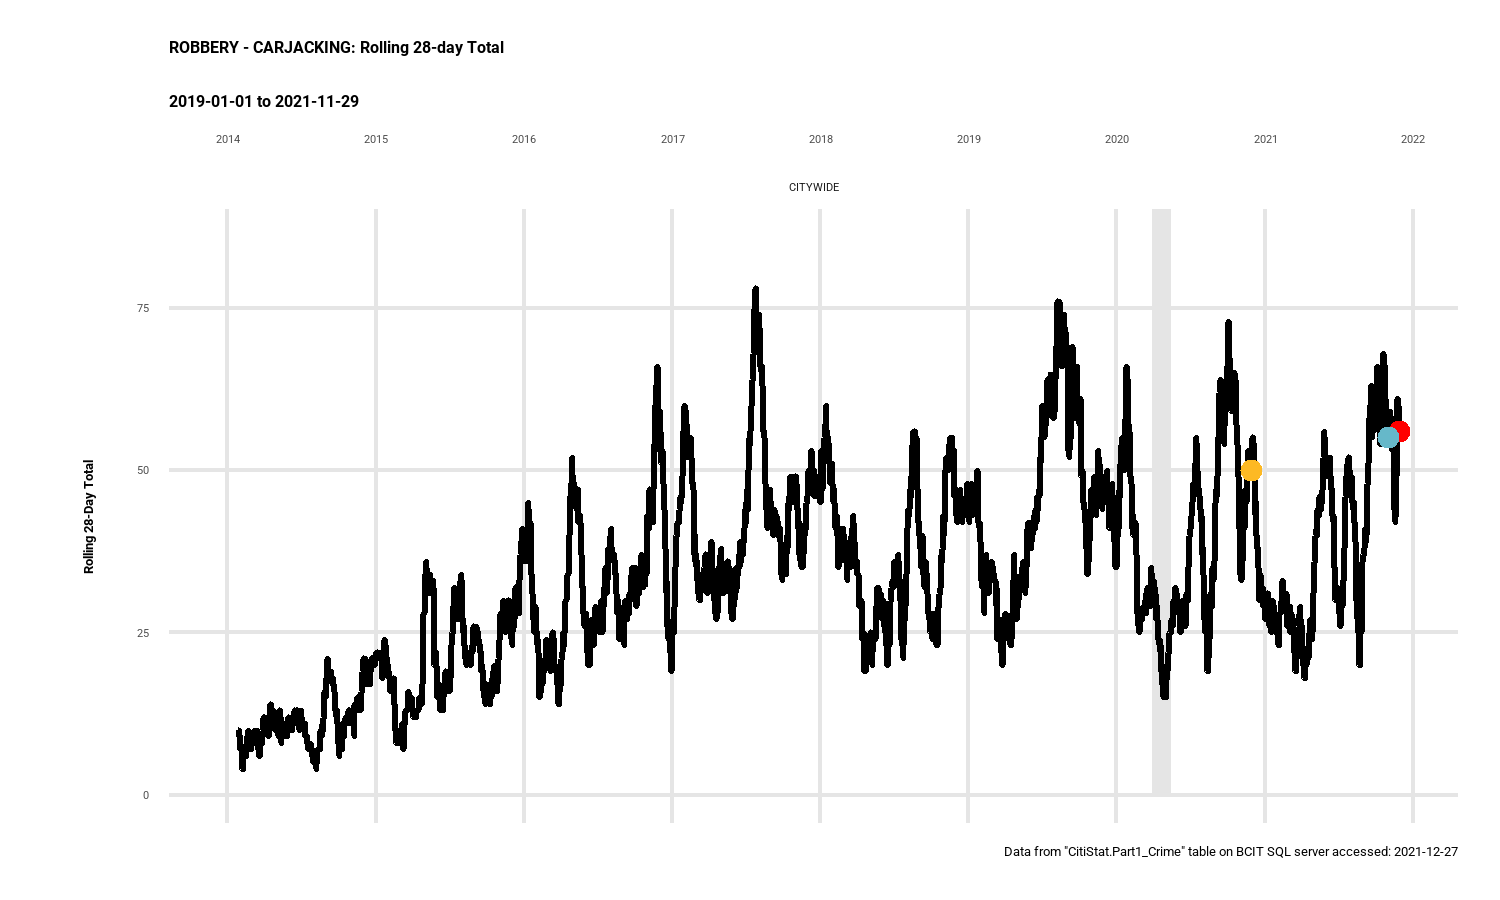 ROBBERY - CARJACKING: Rolling 28-day Total
2019-01-01 to 2021-11-29
2014 2015 2016 2017 2018 2019 2020 2021 2022
CITYWIDE
75
50
25
0
Rolling 28-Day Total
Data from "CitiStat.Part1_Crime" table on BCIT SQL server accessed: 2021-12-27